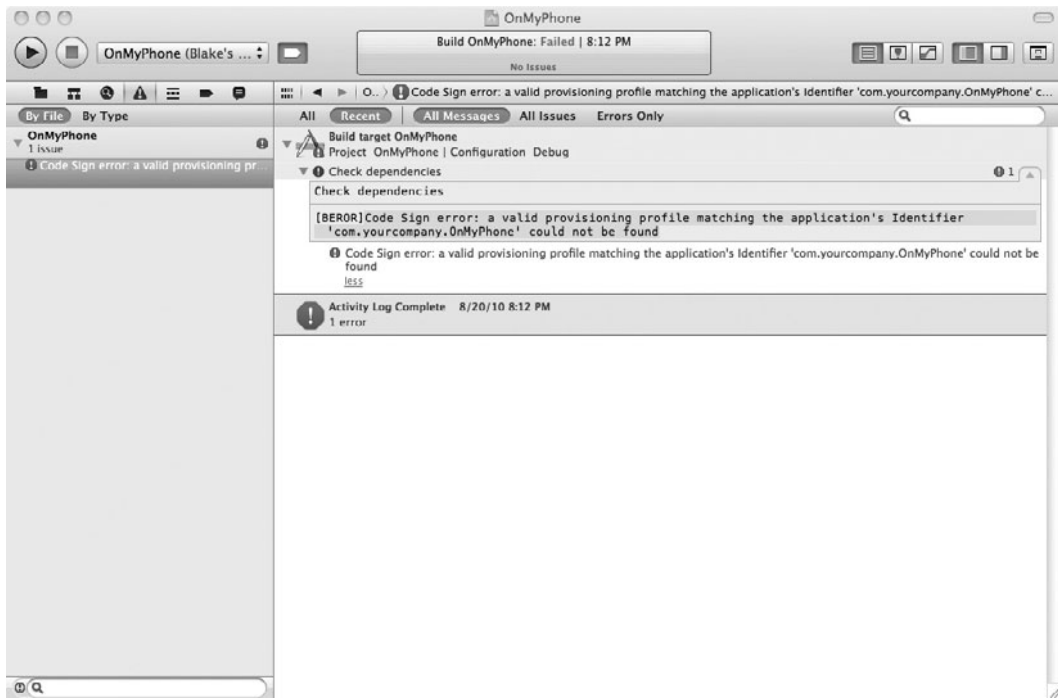 OnMyPhone
OnMyPhone (Blake's ...
Build OnMyPhone: Failed | 8:12 PM
No Issues
O.. Code Sign error: a valid provisioning profile matching the application's Identifier 'com.yourcompany.OnMyPhone' c...
By File By Type
All Recent All Messages All Issues Errors Only
OnMyPhone
1 issue
Code Sign error: a valid provisioning pr...
Build target OnMyPhone
Project OnMyPhone | Configuration Debug
Check dependencies
1
Check dependencies
[BEROR]Code Sign error: a valid provisioning profile matching the application's Identifier
'com.yourcompany.OnMyPhone' could not be found
Code Sign error: a valid provisioning profile matching the application's Identifier 'com.yourcompany.OnMyPhone' could not be
found
less
Activity Log Complete 8/20/10 8:12 PM
1 error